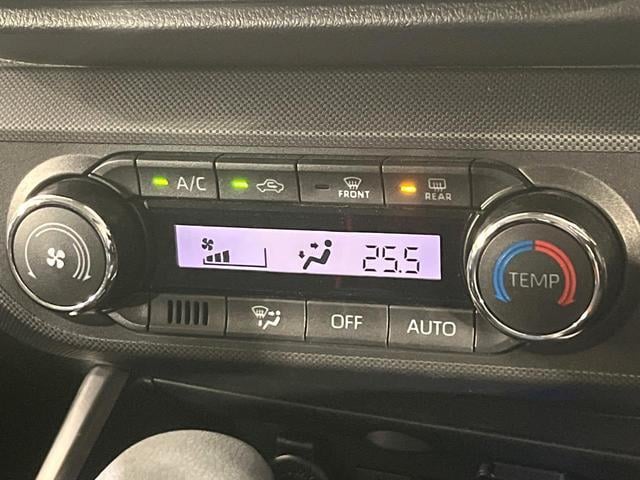 A/C
FRONT
REAR
25.5
TEMP
OFF
AUTO